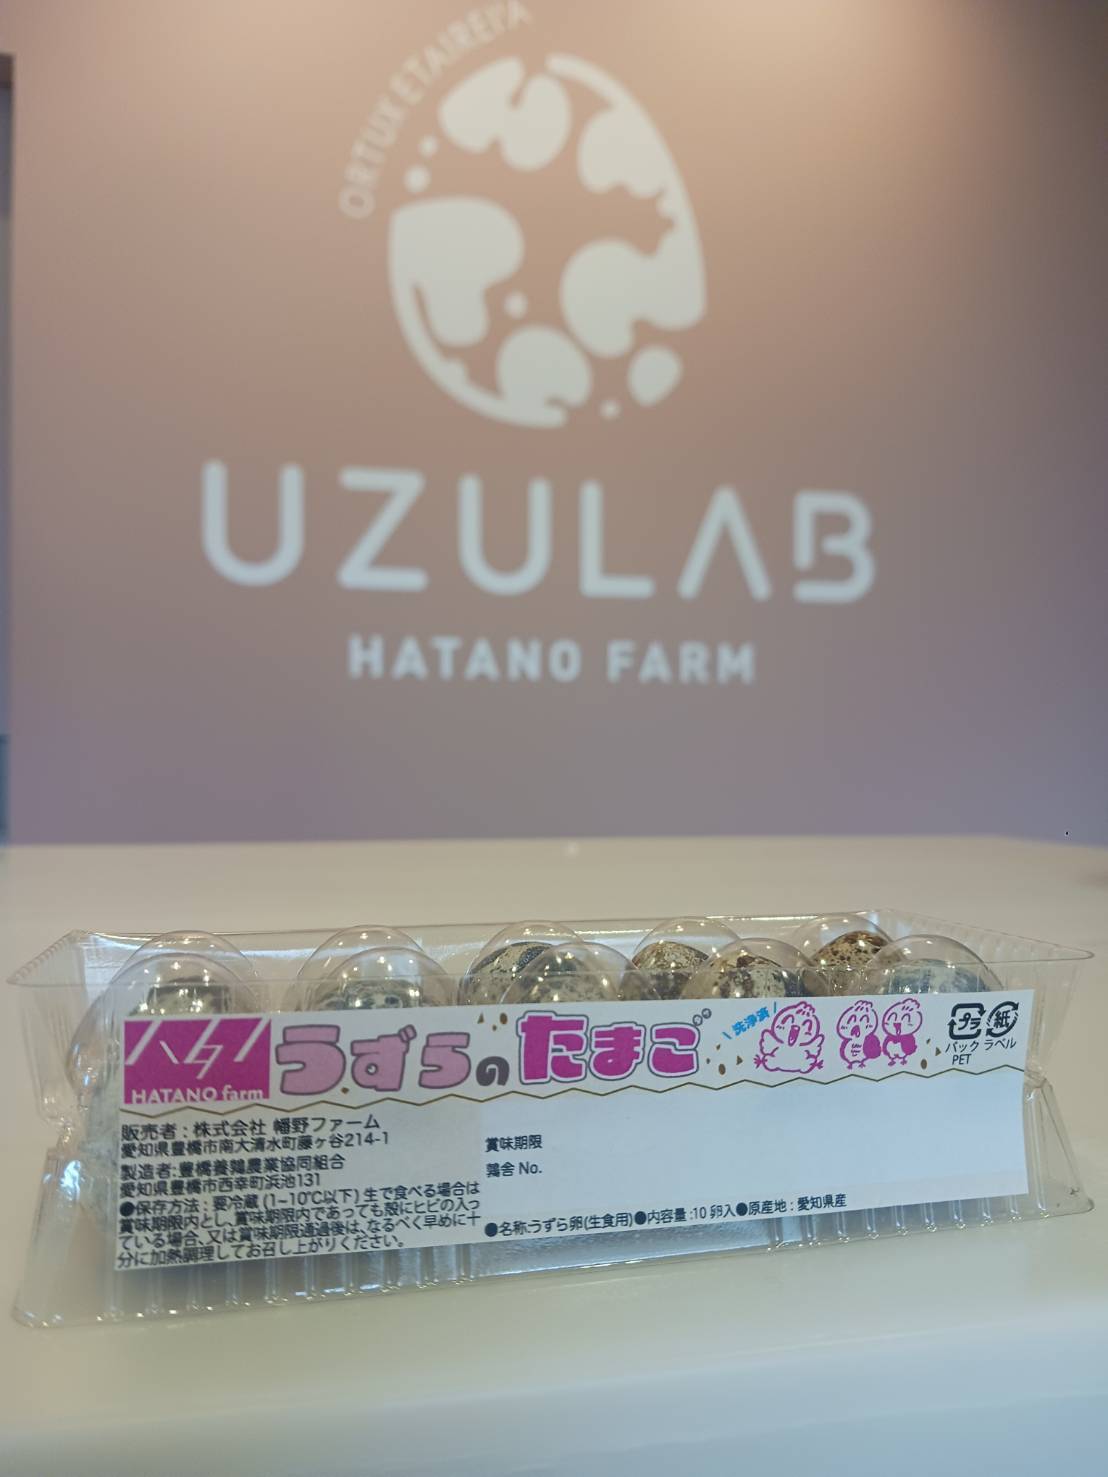 ORTUK ETAIREI'A
UZULAB
HATANO FARM
ハタノ
HATANO farm
うずらのたまご
洗浄済
プラ 紙
パック ラベル
PET
販売者：株式会社 幡野ファーム
愛知県豊橋市南大清水町藤ヶ谷214-1
製造者:豊橋養鶉農業協同組合
愛知県豊橋市西幸町浜池131
●保存方法：要冷蔵(1~10℃以下)生で食べる場合は
賞味期限内とし、賞味期限内であっても殻にヒビの入っ
ている場合、又は賞味期限通過後は、なるべく早めに十
分に加熱調理してお召し上がりください。
賞味期限
鶉舎 No.
●名称:うずら卵(生食用)●内容量:10卵入●原産地：愛知県産